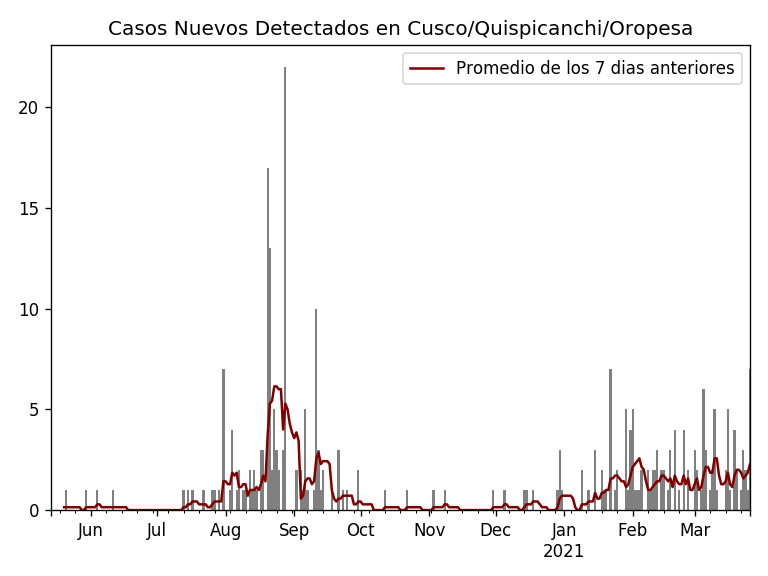 Casos Nuevos Detectados en Cusco/Quispicanchi/Oropesa
Promedio de los 7 dias anteriores
20
15
10
5
0
Jun Jul Aug Sep Oct Nov Dec Jan Feb Mar
2021